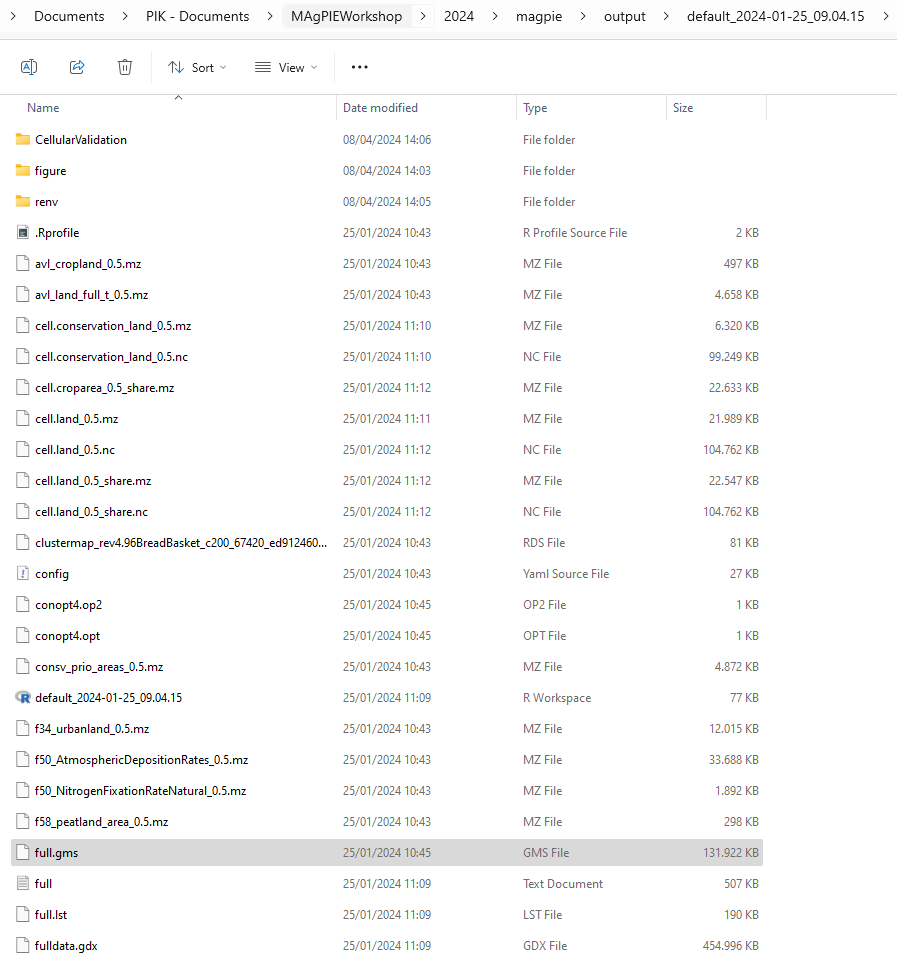 Documents > PIK - Documents > MAgPIEWorkshop > 2024 > magpie > output > default_2024-01-25_09.04.15 >
Sort View
Name Date modified Type Size
CellularValidation 08/04/2024 14:06 File folder
figure 08/04/2024 14:03 File folder
renv 08/04/2024 14:05 File folder
.Rprofile 25/01/2024 10:43 R Profile Source File 2 KB
avl_cropland_0.5.mz 25/01/2024 10:43 MZ File 497 KB
avl_land_full_t_0.5.mz 25/01/2024 10:43 MZ File 4.658 KB
cell.conservation_land_0.5.mz 25/01/2024 11:10 MZ File 6.320 KB
cell.conservation_land_0.5.nc 25/01/2024 11:10 NC File 99.249 KB
cell.croparea_0.5_share.mz 25/01/2024 11:12 MZ File 22.633 KB
cell.land_0.5.mz 25/01/2024 11:11 MZ File 21.989 KB
cell.land_0.5.nc 25/01/2024 11:12 NC File 104.762 KB
cell.land_0.5_share.mz 25/01/2024 11:12 MZ File 22.547 KB
cell.land_0.5_share.nc 25/01/2024 11:12 NC File 104.762 KB
clustermap_rev4.96BreadBasket_c200_67420_ed912460... 25/01/2024 10:43 RDS File 81 KB
config 25/01/2024 10:43 Yaml Source File 27 KB
conopt4.op2 25/01/2024 10:45 OP2 File 1 KB
conopt4.opt 25/01/2024 10:45 OPT File 1 KB
consv_prio_areas_0.5.mz 25/01/2024 10:43 MZ File 4.872 KB
default_2024-01-25_09.04.15 25/01/2024 11:09 R Workspace 77 KB
f34_urbanland_0.5.mz 25/01/2024 10:43 MZ File 12.015 KB
f50_AtmosphericDepositionRates_0.5.mz 25/01/2024 10:43 MZ File 33.688 KB
f50_NitrogenFixationRateNatural_0.5.mz 25/01/2024 10:43 MZ File 1.892 KB
f58_peatland_area_0.5.mz 25/01/2024 10:43 MZ File 298 KB
full.gms 25/01/2024 10:45 GMS File 131.922 KB
full 25/01/2024 11:09 Text Document 507 KB
full.lst 25/01/2024 11:09 LST File 190 KB
fulldata.gdx 25/01/2024 11:09 GDX File 454.996 KB